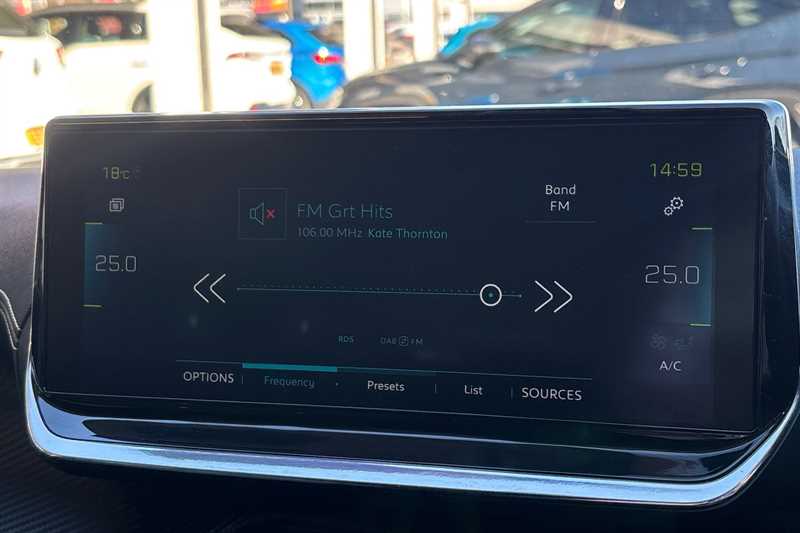 18°C
14:59
FM Grt Hits
106.00 MHz Kate Thornton
Band
FM
25.0
25.0
RDS
DAB FM
A/C
OPTIONS
Frequency
Presets
List
SOURCES